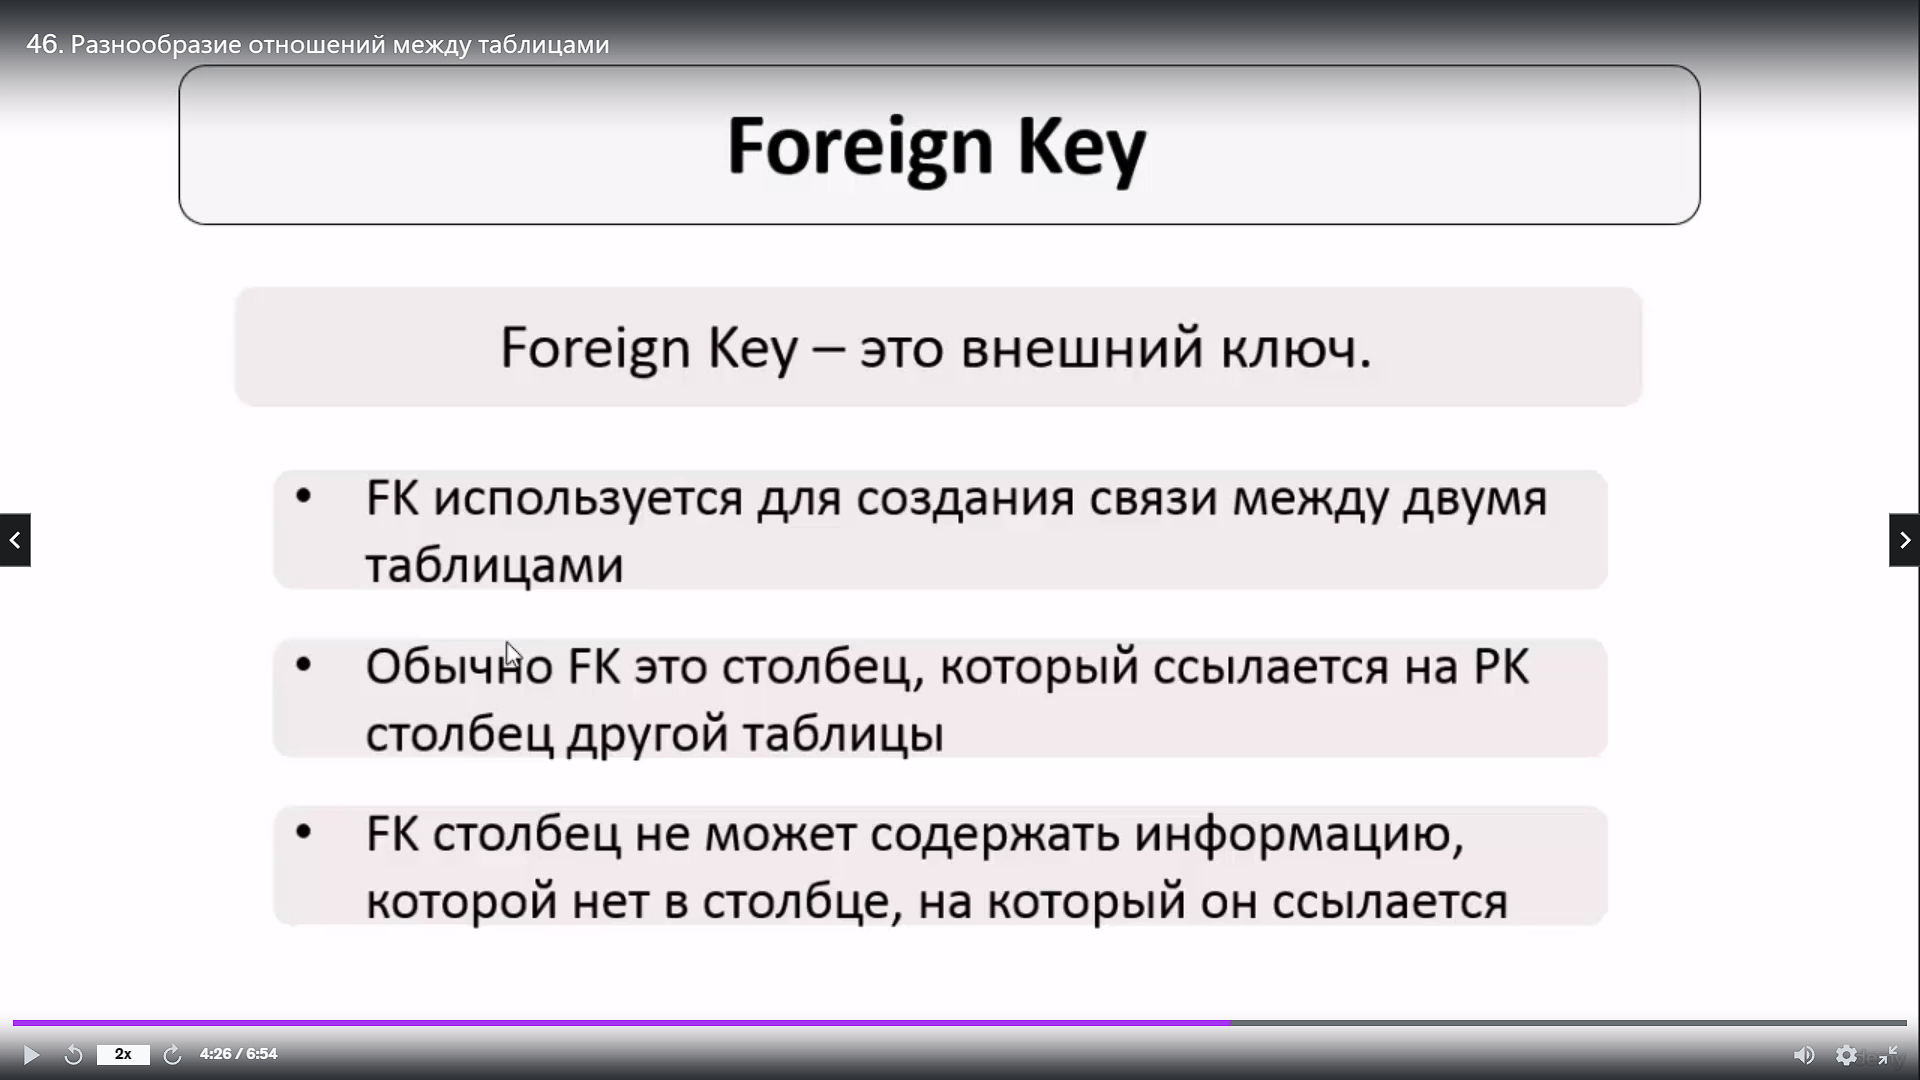 46. Разнообразие отношений между таблицами
Foreign Key
Foreign Key – это внешний ключ.
• FK используется для создания связи между двумя
таблицами
• Обычно FK это столбец, который ссылается на PK
столбец другой таблицы
• FK столбец не может содержать информацию,
которой нет в столбце, на который он ссылается
2x 4:26 / 6:54